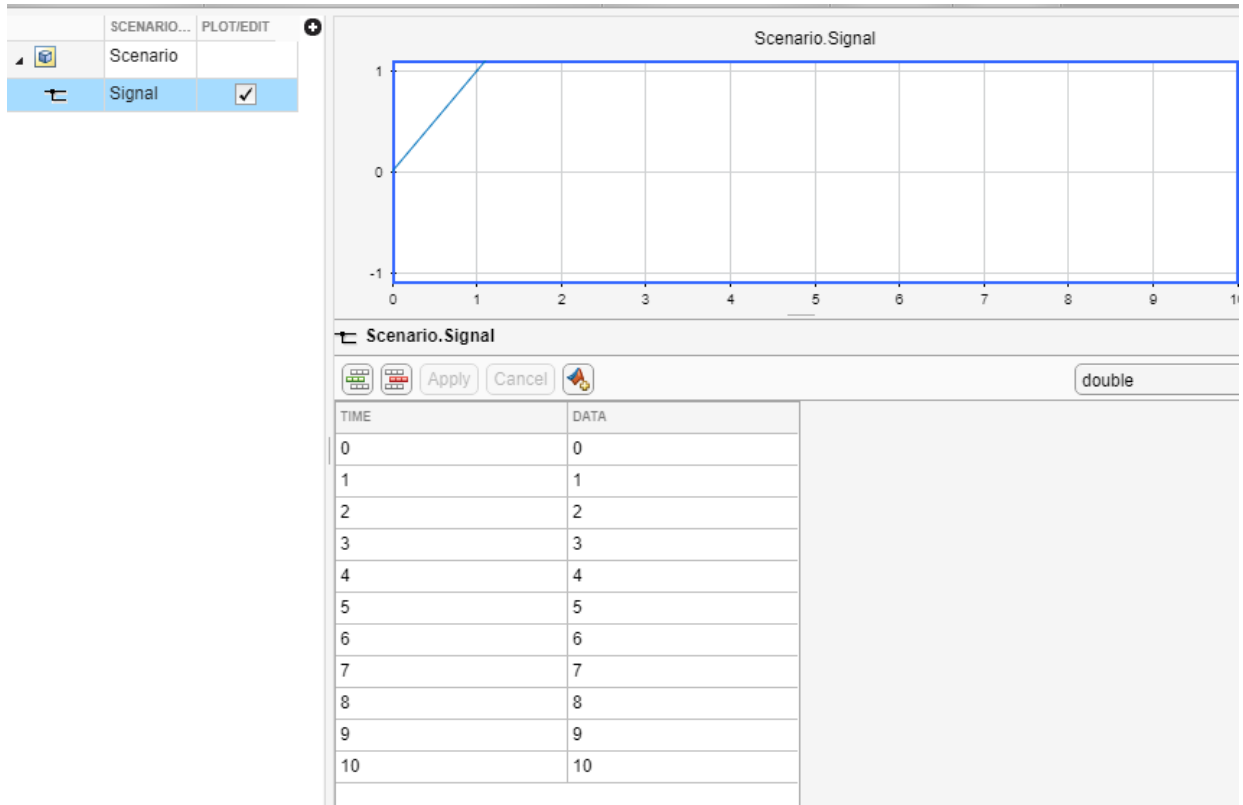 SCENARIO... PLOT/EDIT
Scenario
Signal
Scenario.Signal
1
0
-1
0 1 2 3 4 5 6 7 8 9
Scenario.Signal
Apply Cancel double
TIME DATA
0 0
1 1
2 2
3 3
4 4
5 5
6 6
7 7
8 8
9 9
10 10